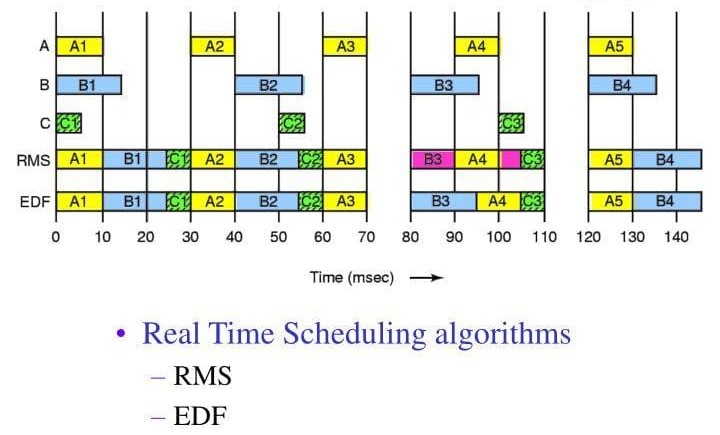 A A1 A2 A3 A4 A5
B B1 B2 B3 B4
C C1 C2 C3
RMS A1 B1 C1 A2 B2 C2 A3 B3 A4 C3 A5 B4
EDF A1 B1 C1 A2 B2 C2 A3 B3 A4 C3 A5 B4
0 10 20 30 40 50 60 70 80 90 100 110 120 130 140
Time (msec)
• Real Time Scheduling algorithms
– RMS
– EDF